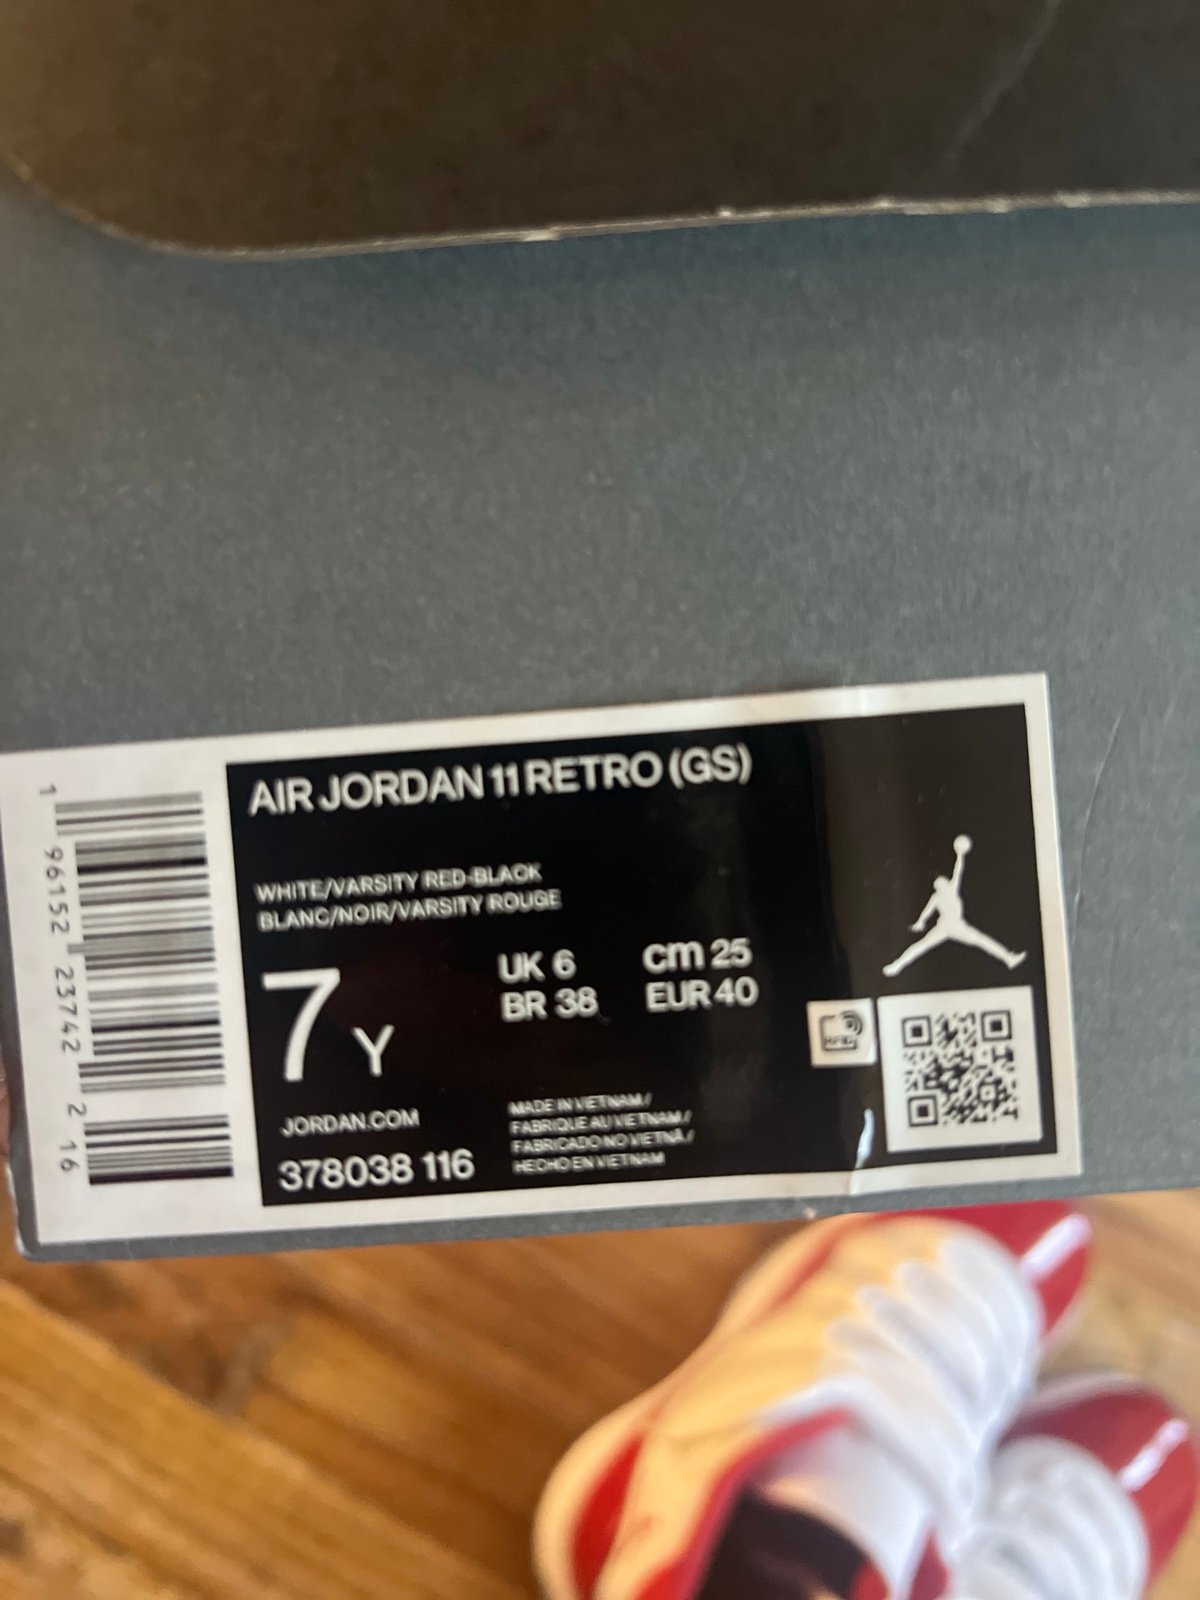 AIR JORDAN 11 RETRO (GS)
WHITE/VARSITY RED-BLACK
BLANC/NOIR/VARSITY ROUGE
7 Y
UK 6 cm 25
BR 38 EUR 40
JORDAN.COM
378038 116
MADE IN VIETNAM /
FABRIQUE AU VIETNAM /
FABRICADO NO VIETNÃ /
HECHO EN VIETNAM
1 96152 23742 2 16